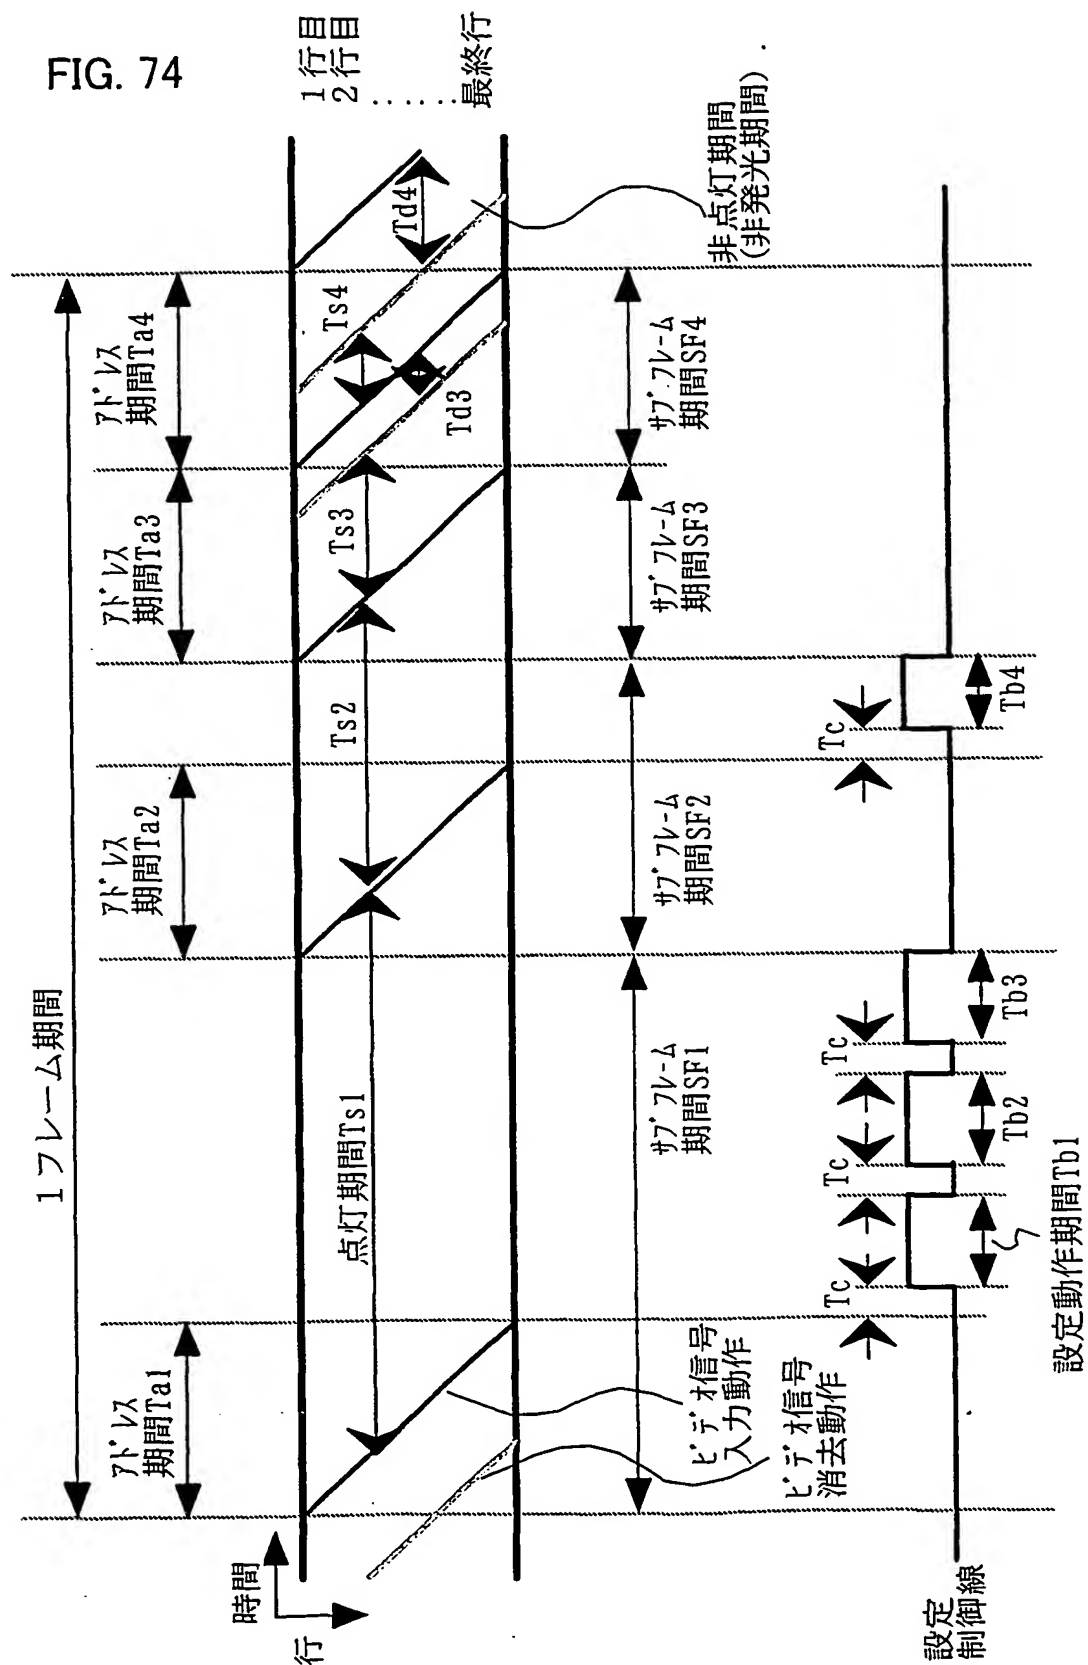 FIG. 74
1フレーム期間
アドレス
期間Ta1
アドレス
期間Ta2
アドレス
期間Ta3
アドレス
期間Ta4
時間
行
1行目
2行目
......
最終行
点灯期間Ts1
Ts2
Ts3
Ts4
Td3
Td4
ビデオ信号
入力動作
ビデオ信号
消去動作
非点灯期間
(非発光期間)
サブフレーム
期間SF1
サブフレーム
期間SF2
サブフレーム
期間SF3
サブフレーム
期間SF4
設定
制御線
Tc
Tc
Tc
Tc
設定動作期間Tb1
Tb2
Tb3
Tb4